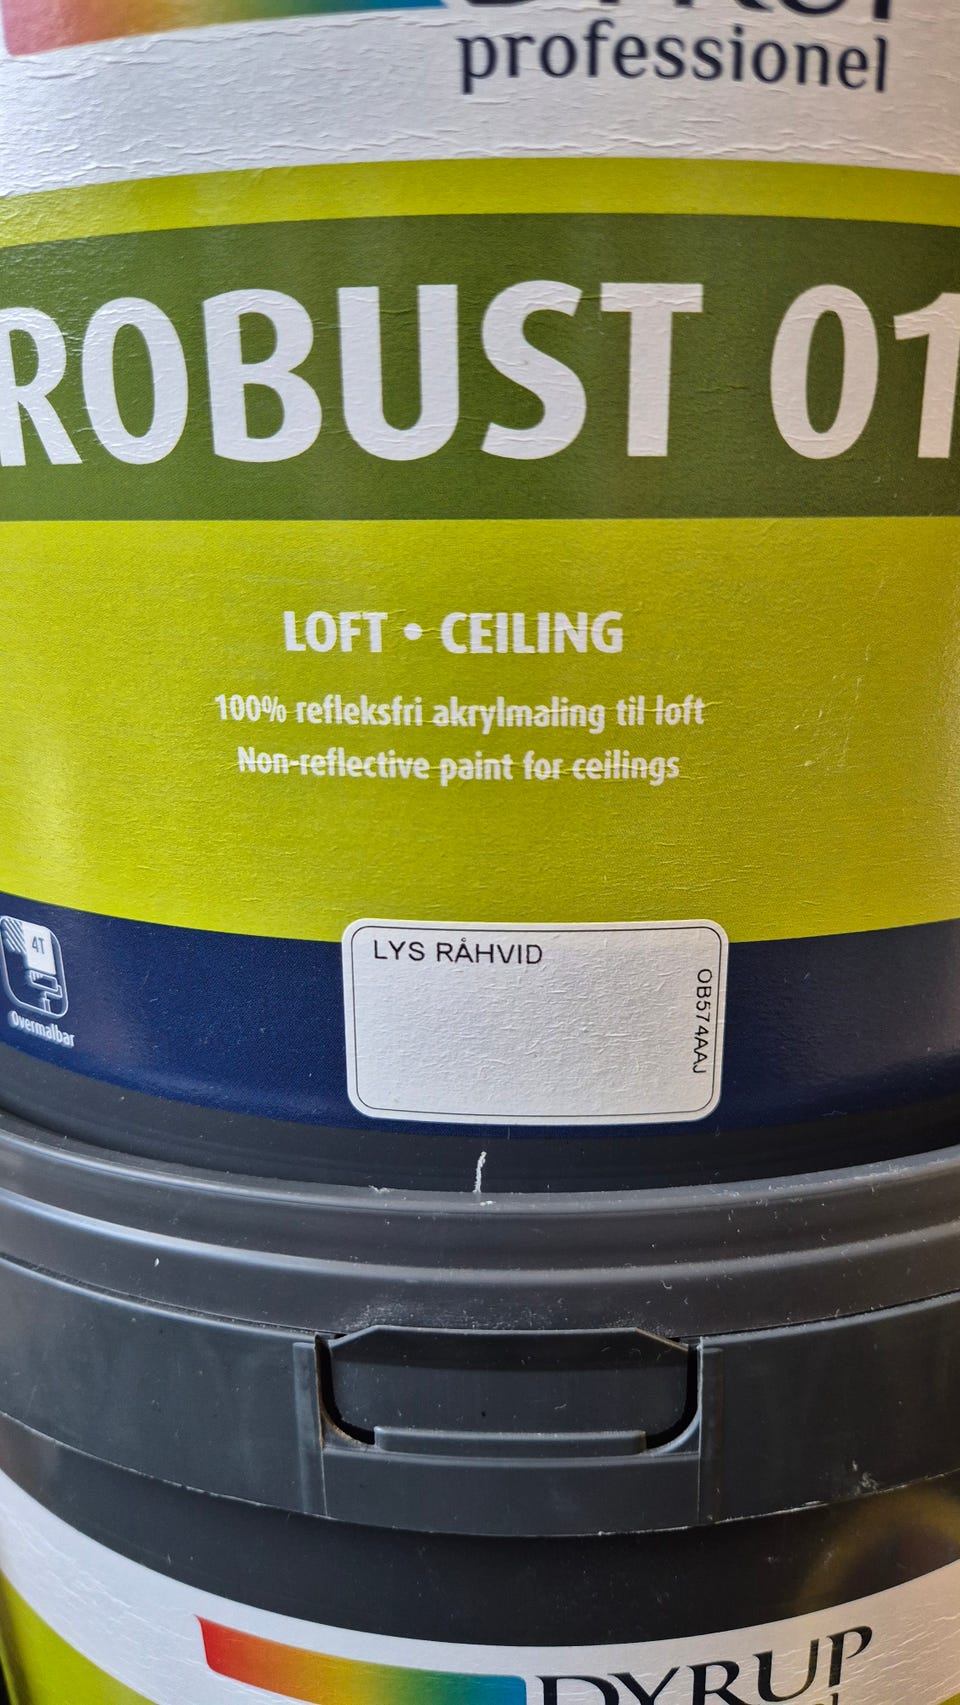 DYRUP
professionel
ROBUST 01
LOFT • CEILING
100% refleksfri akrylmaling til loft
Non-reflective paint for ceilings
4T
Overmalbar
LYS RÅHVID
OB574AAJ
DYRUP